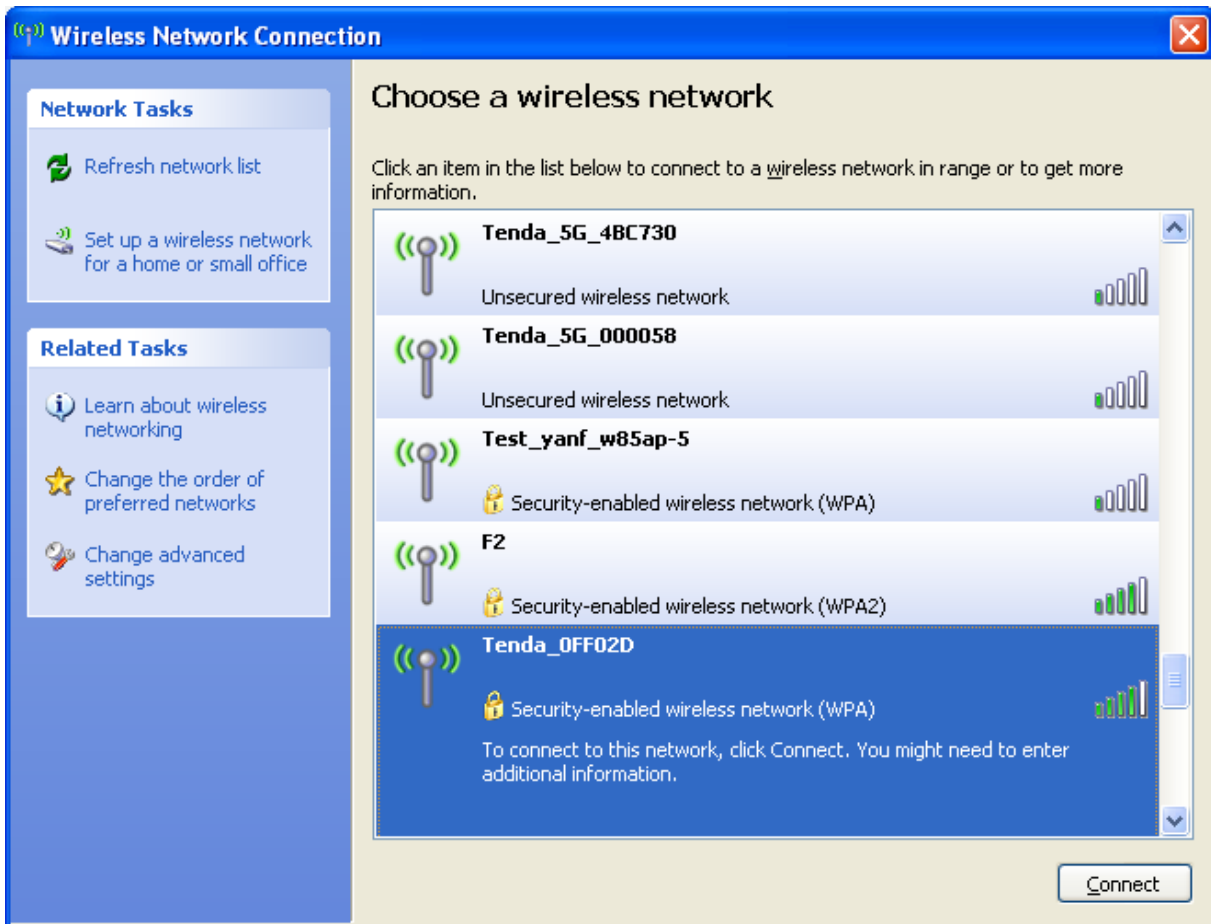 Wireless Network Connection
Network Tasks
Refresh network list
Set up a wireless network
for a home or small office
Related Tasks
Learn about wireless
networking
Change the order of
preferred networks
Change advanced
settings
Choose a wireless network
Click an item in the list below to connect to a wireless network in range or to get more
information.
Tenda_5G_4BC730
Unsecured wireless network
Tenda_5G_000058
Unsecured wireless network
Test_yanf_w85ap-5
Security-enabled wireless network (WPA)
F2
Security-enabled wireless network (WPA2)
Tenda_0FF02D
Security-enabled wireless network (WPA)
To connect to this network, click Connect. You might need to enter
additional information.
Connect